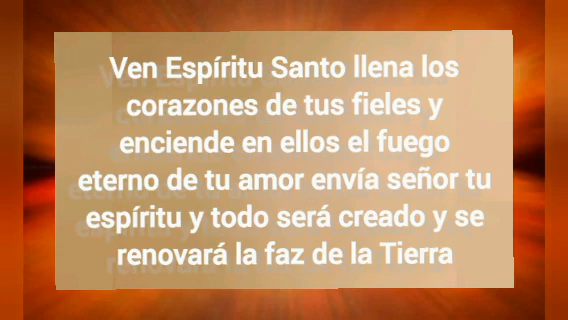 Ven Espíritu Santo llena los
corazones de tus fieles y
enciende en ellos el fuego
eterno de tu amor envía señor tu
espíritu y todo será creado y se
renovará la faz de la Tierra